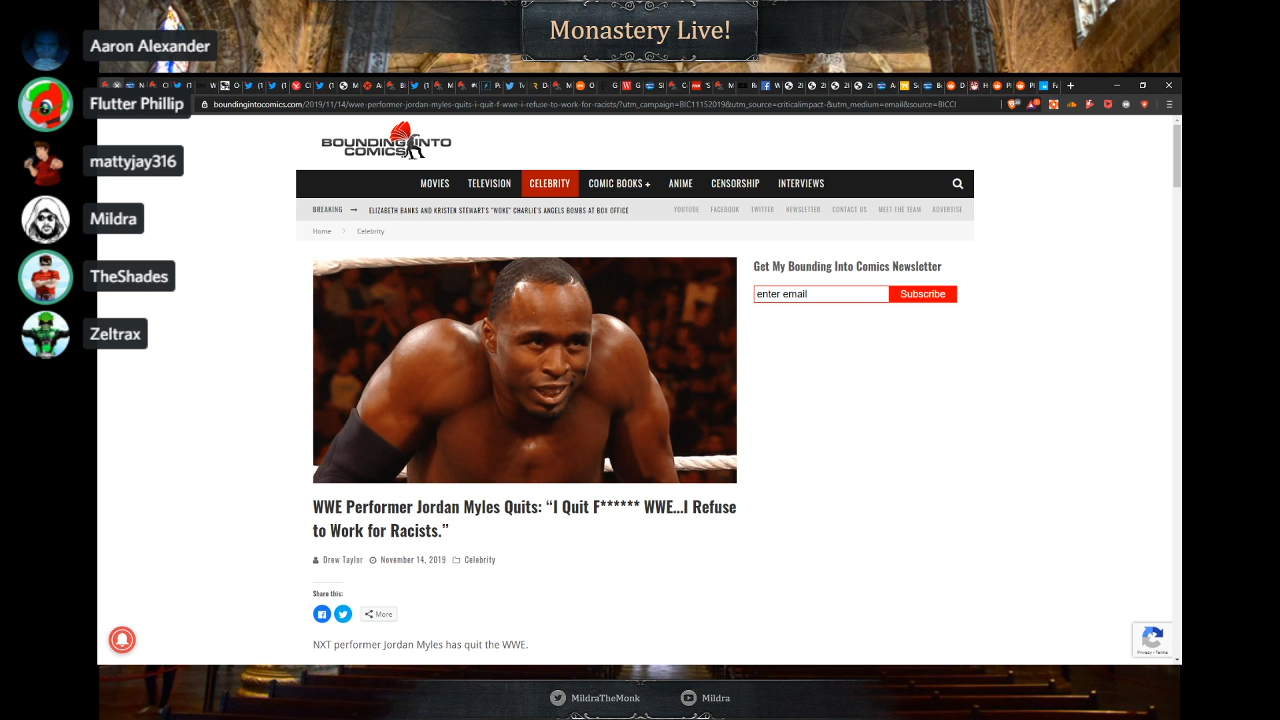 Monastery Live!
Aaron Alexander
Flutter Phillip
mattyjay316
Mildra
TheShades
Zeltrax
boundingintocomics.com/2019/11/14/wwe-performer-jordan-myles-quits-i-quit-f-wwe-i-refuse-to-work-for-racists/?utm_campaign=BIC11152019&utm_source=criticalimpact-&utm_medium=email&source=BICCI
BOUNDING INTO
COMICS
MOVIES TELEVISION CELEBRITY COMIC BOOKS + ANIME CENSORSHIP INTERVIEWS
BREAKING → ELIZABETH BANKS AND KRISTEN STEWART'S "WOKE" CHARLIE'S ANGELS BOMBS AT BOX OFFICE YOUTUBE FACEBOOK TWITTER NEWSLETTER CONTACT US MEET THE TEAM ADVERTISE
Home > Celebrity
Get My Bounding Into Comics Newsletter
enter email Subscribe
WWE Performer Jordan Myles Quits: “I Quit F****** WWE…I Refuse
to Work for Racists.”
Drew Taylor November 14, 2019 Celebrity
Share this:
More
NXT performer Jordan Myles has quit the WWE.
Privacy - Terms
MildraTheMonk Mildra